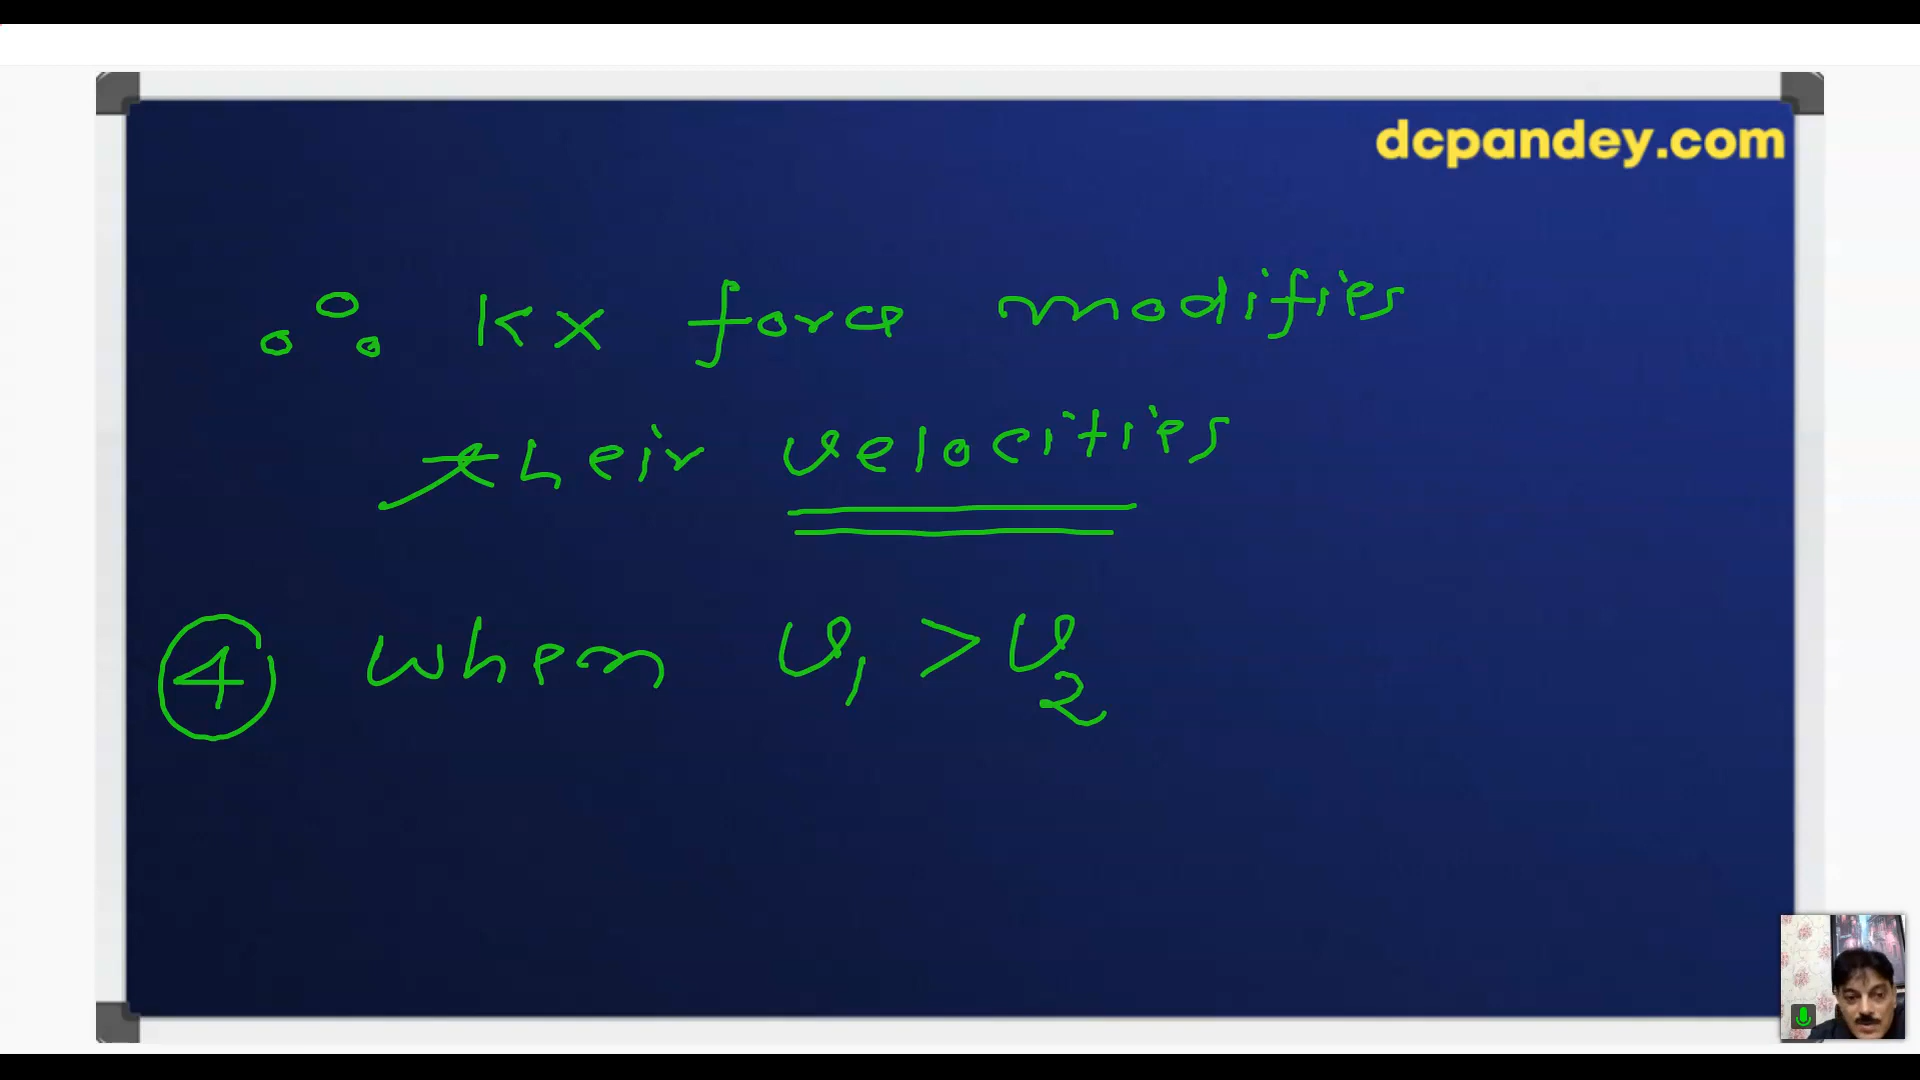 dcpandey.com
∴ kx force modifies
their velocities
④ when v₁ > v₂